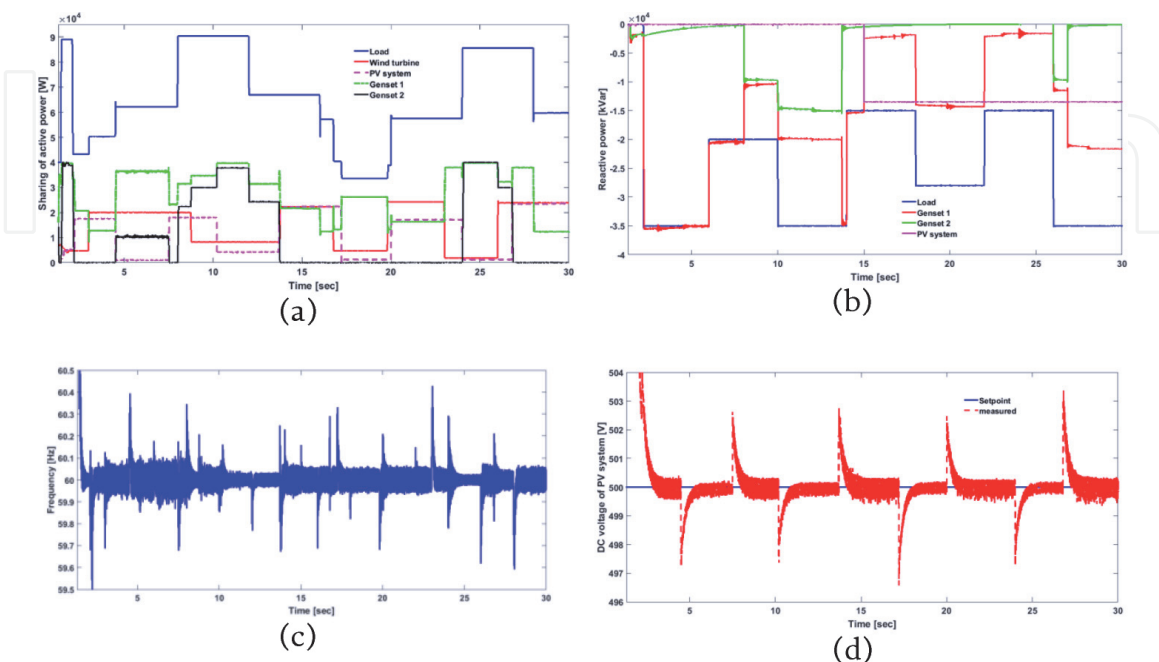 ×10⁴
9
8
7
6
5
4
3
2
1
0
5
10
15
20
25
30
Sharing of active power [W]
Time [sec]
Load
Wind turbine
PV system
Genset 1
Genset 2
(a)
×10⁴
0
-0.5
-1
-1.5
-2
-2.5
-3
-3.5
-4
5
10
15
20
25
30
Reactive power [kVar]
Time [sec]
Load
Genset 1
Genset 2
PV system
(b)
60.5
60.4
60.3
60.2
60.1
60
59.9
59.8
59.7
59.6
59.5
5
10
15
20
25
30
Frequency [Hz]
Time [sec]
(c)
504
503
502
501
500
499
498
497
496
5
10
15
20
25
30
DC voltage of PV system [V]
Time [sec]
Setpoint
measured
(d)